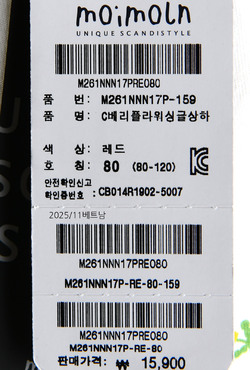 moimoln
UNIQUE SCANDISTYLE
M261NNN17PRE080
품 번: M261NNN17P-159
품 명: C베리플라워싱글상하
색 상: 레드
호 칭: 80 (80-120)
안전확인신고
확인증번호: CB014R1902-5007
2025/11베트남
M261NNN17PRE080
M261NNN17P-RE-80-159
M261NNN17PRE080
M261NNN17P-RE-80
판매가격: ₩ 15,900